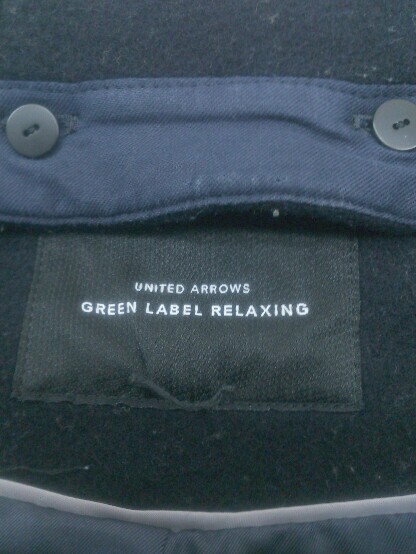 UNITED ARROWS
GREEN LABEL RELAXING